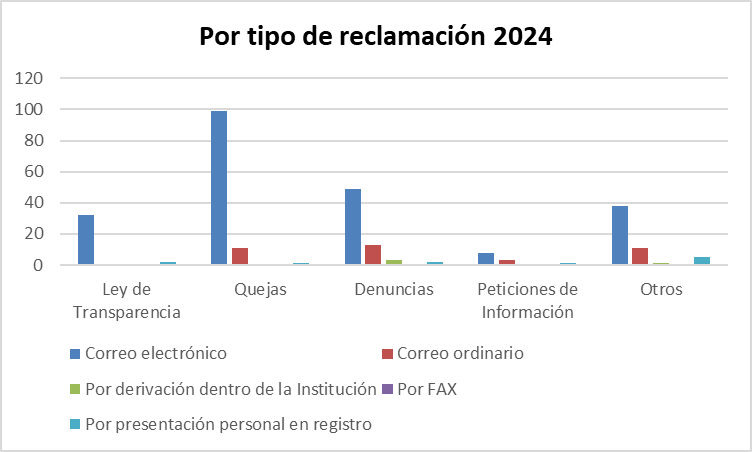 Por tipo de reclamación 2024
120
100
80
60
40
20
0
Ley de Transparencia
Quejas
Denuncias
Peticiones de Información
Otros
Correo electrónico
Correo ordinario
Por derivación dentro de la Institución
Por FAX
Por presentación personal en registro